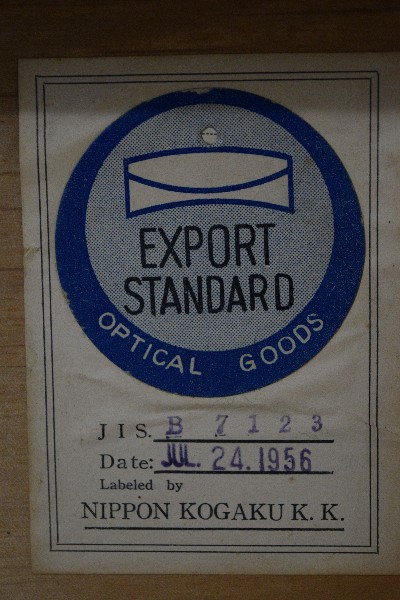 EXPORT
STANDARD
OPTICAL GOODS
JIS. B 7123
Date: JUL. 24. 1956
Labeled by
NIPPON KOGAKU K. K.